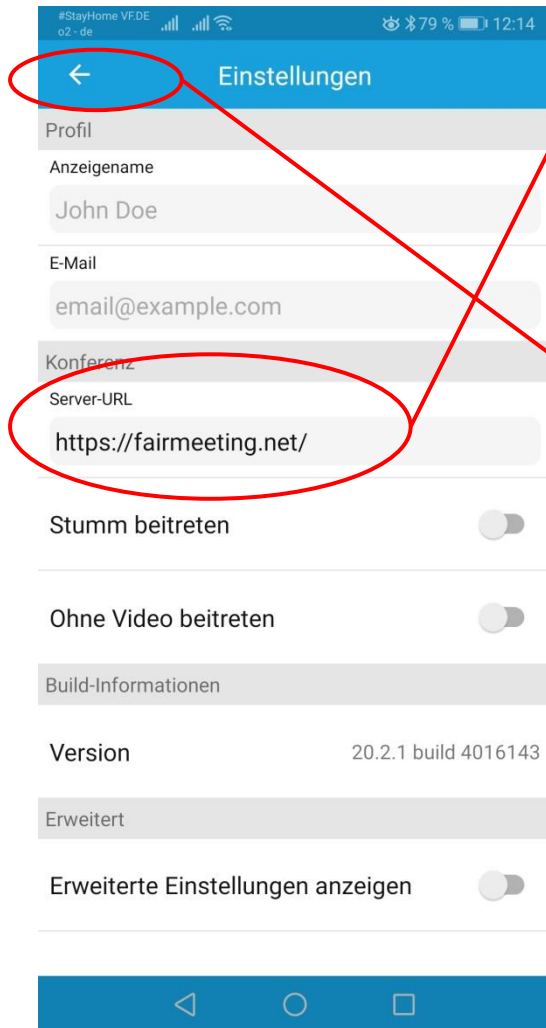 #StayHome VF.DE
o2 - de
79 % 12:14
Einstellungen
Profil
Anzeigename
John Doe
E-Mail
email@example.com
Konferenz
Server-URL
https://fairmeeting.net/
Stumm beitreten
Ohne Video beitreten
Build-Informationen
Version 20.2.1 build 4016143
Erweitert
Erweiterte Einstellungen anzeigen